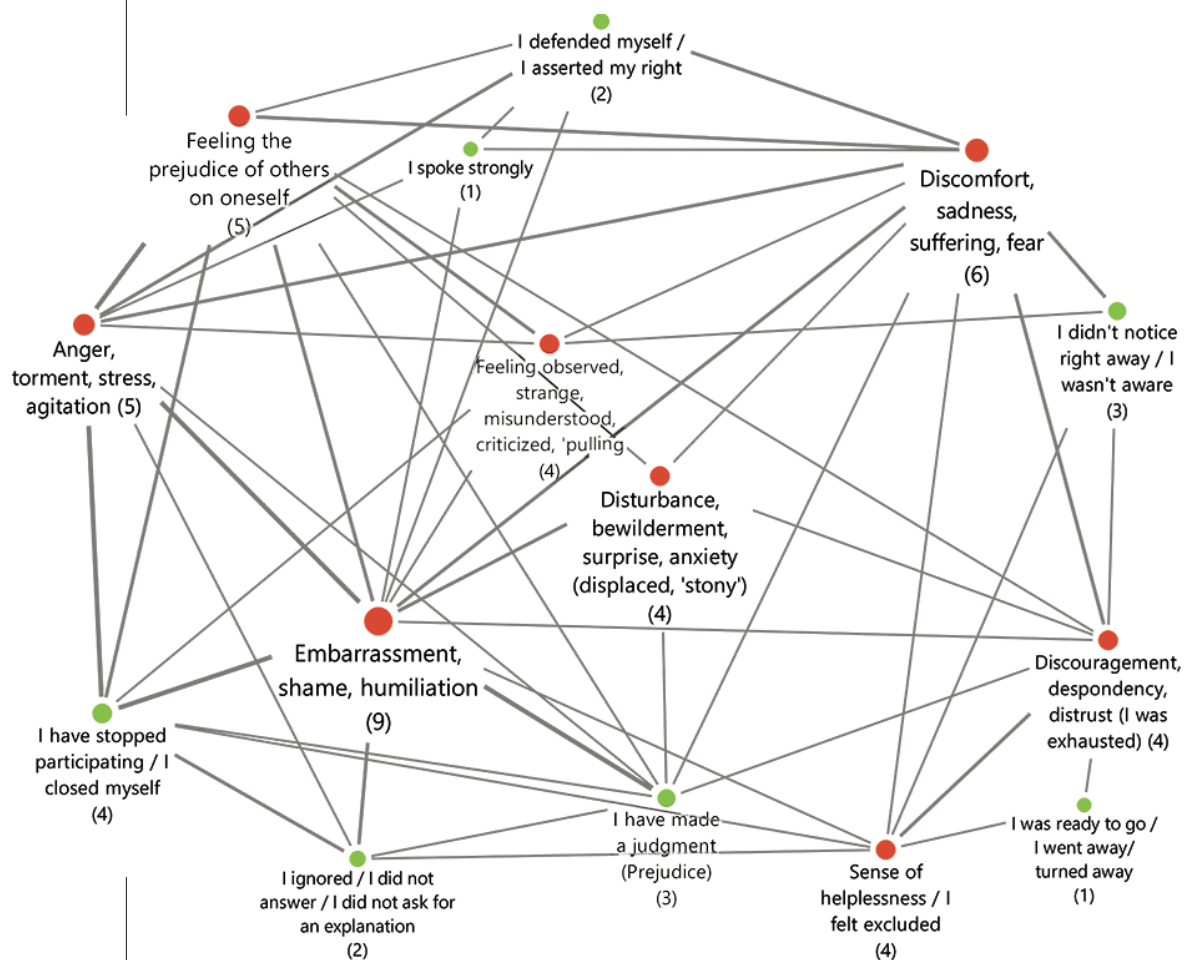 I defended myself /
I asserted my right
(2)
Feeling the
prejudice of others
on oneself
(5)
I spoke strongly
(1)
Discomfort,
sadness,
suffering, fear
(6)
Anger,
torment, stress,
agitation (5)
Feeling observed,
strange,
misunderstood,
criticized, 'pulling
(4)
I didn't notice
right away / I
wasn't aware
(3)
Disturbance,
bewilderment,
surprise, anxiety
(displaced, 'stony')
(4)
Embarrassment,
shame, humiliation
(9)
Discouragement,
despondency,
distrust (I was
exhausted) (4)
I have stopped
participating / I
closed myself
(4)
I have made
a judgment
(Prejudice)
(3)
I was ready to go /
I went away/
turned away
(1)
I ignored / I did not
answer / I did not ask for
an explanation
(2)
Sense of
helplessness / I
felt excluded
(4)